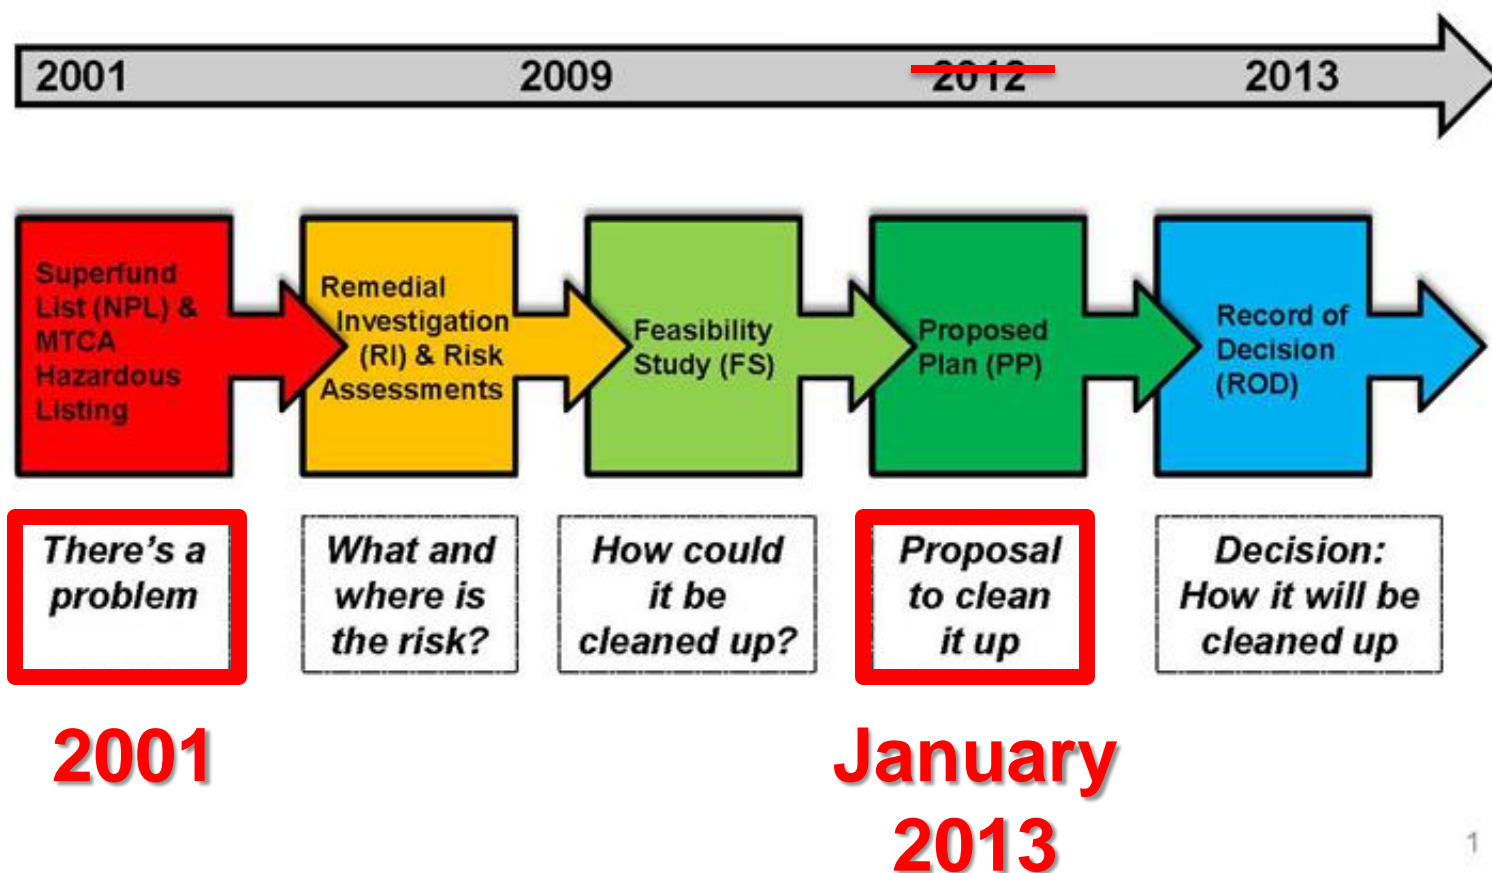 2001 2009 2012 2013
Superfund
List (NPL) &
MTCA
Hazardous
Listing
Remedial
Investigation
(RI) & Risk
Assessments
Feasibility
Study (FS)
Proposed
Plan (PP)
Record of
Decision
(ROD)
There's a
problem
What and
where is
the risk?
How could
it be
cleaned up?
Proposal
to clean
it up
Decision:
How it will be
cleaned up
2001
January
2013
1